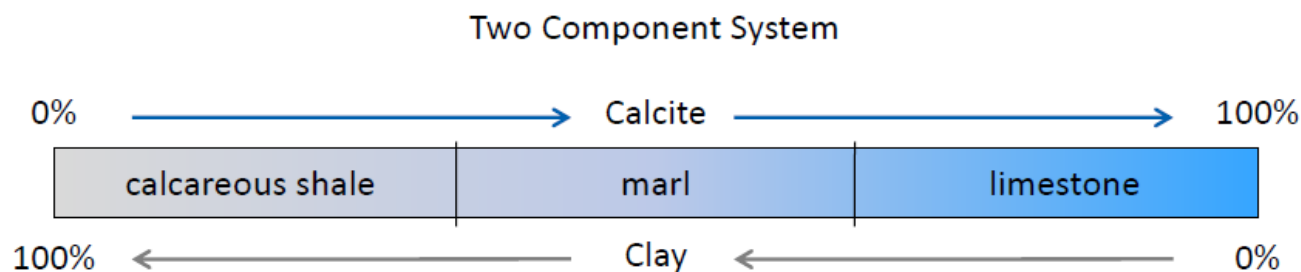 Two Component System
0% Calcite 100%
calcareous shale marl limestone
100% Clay 0%